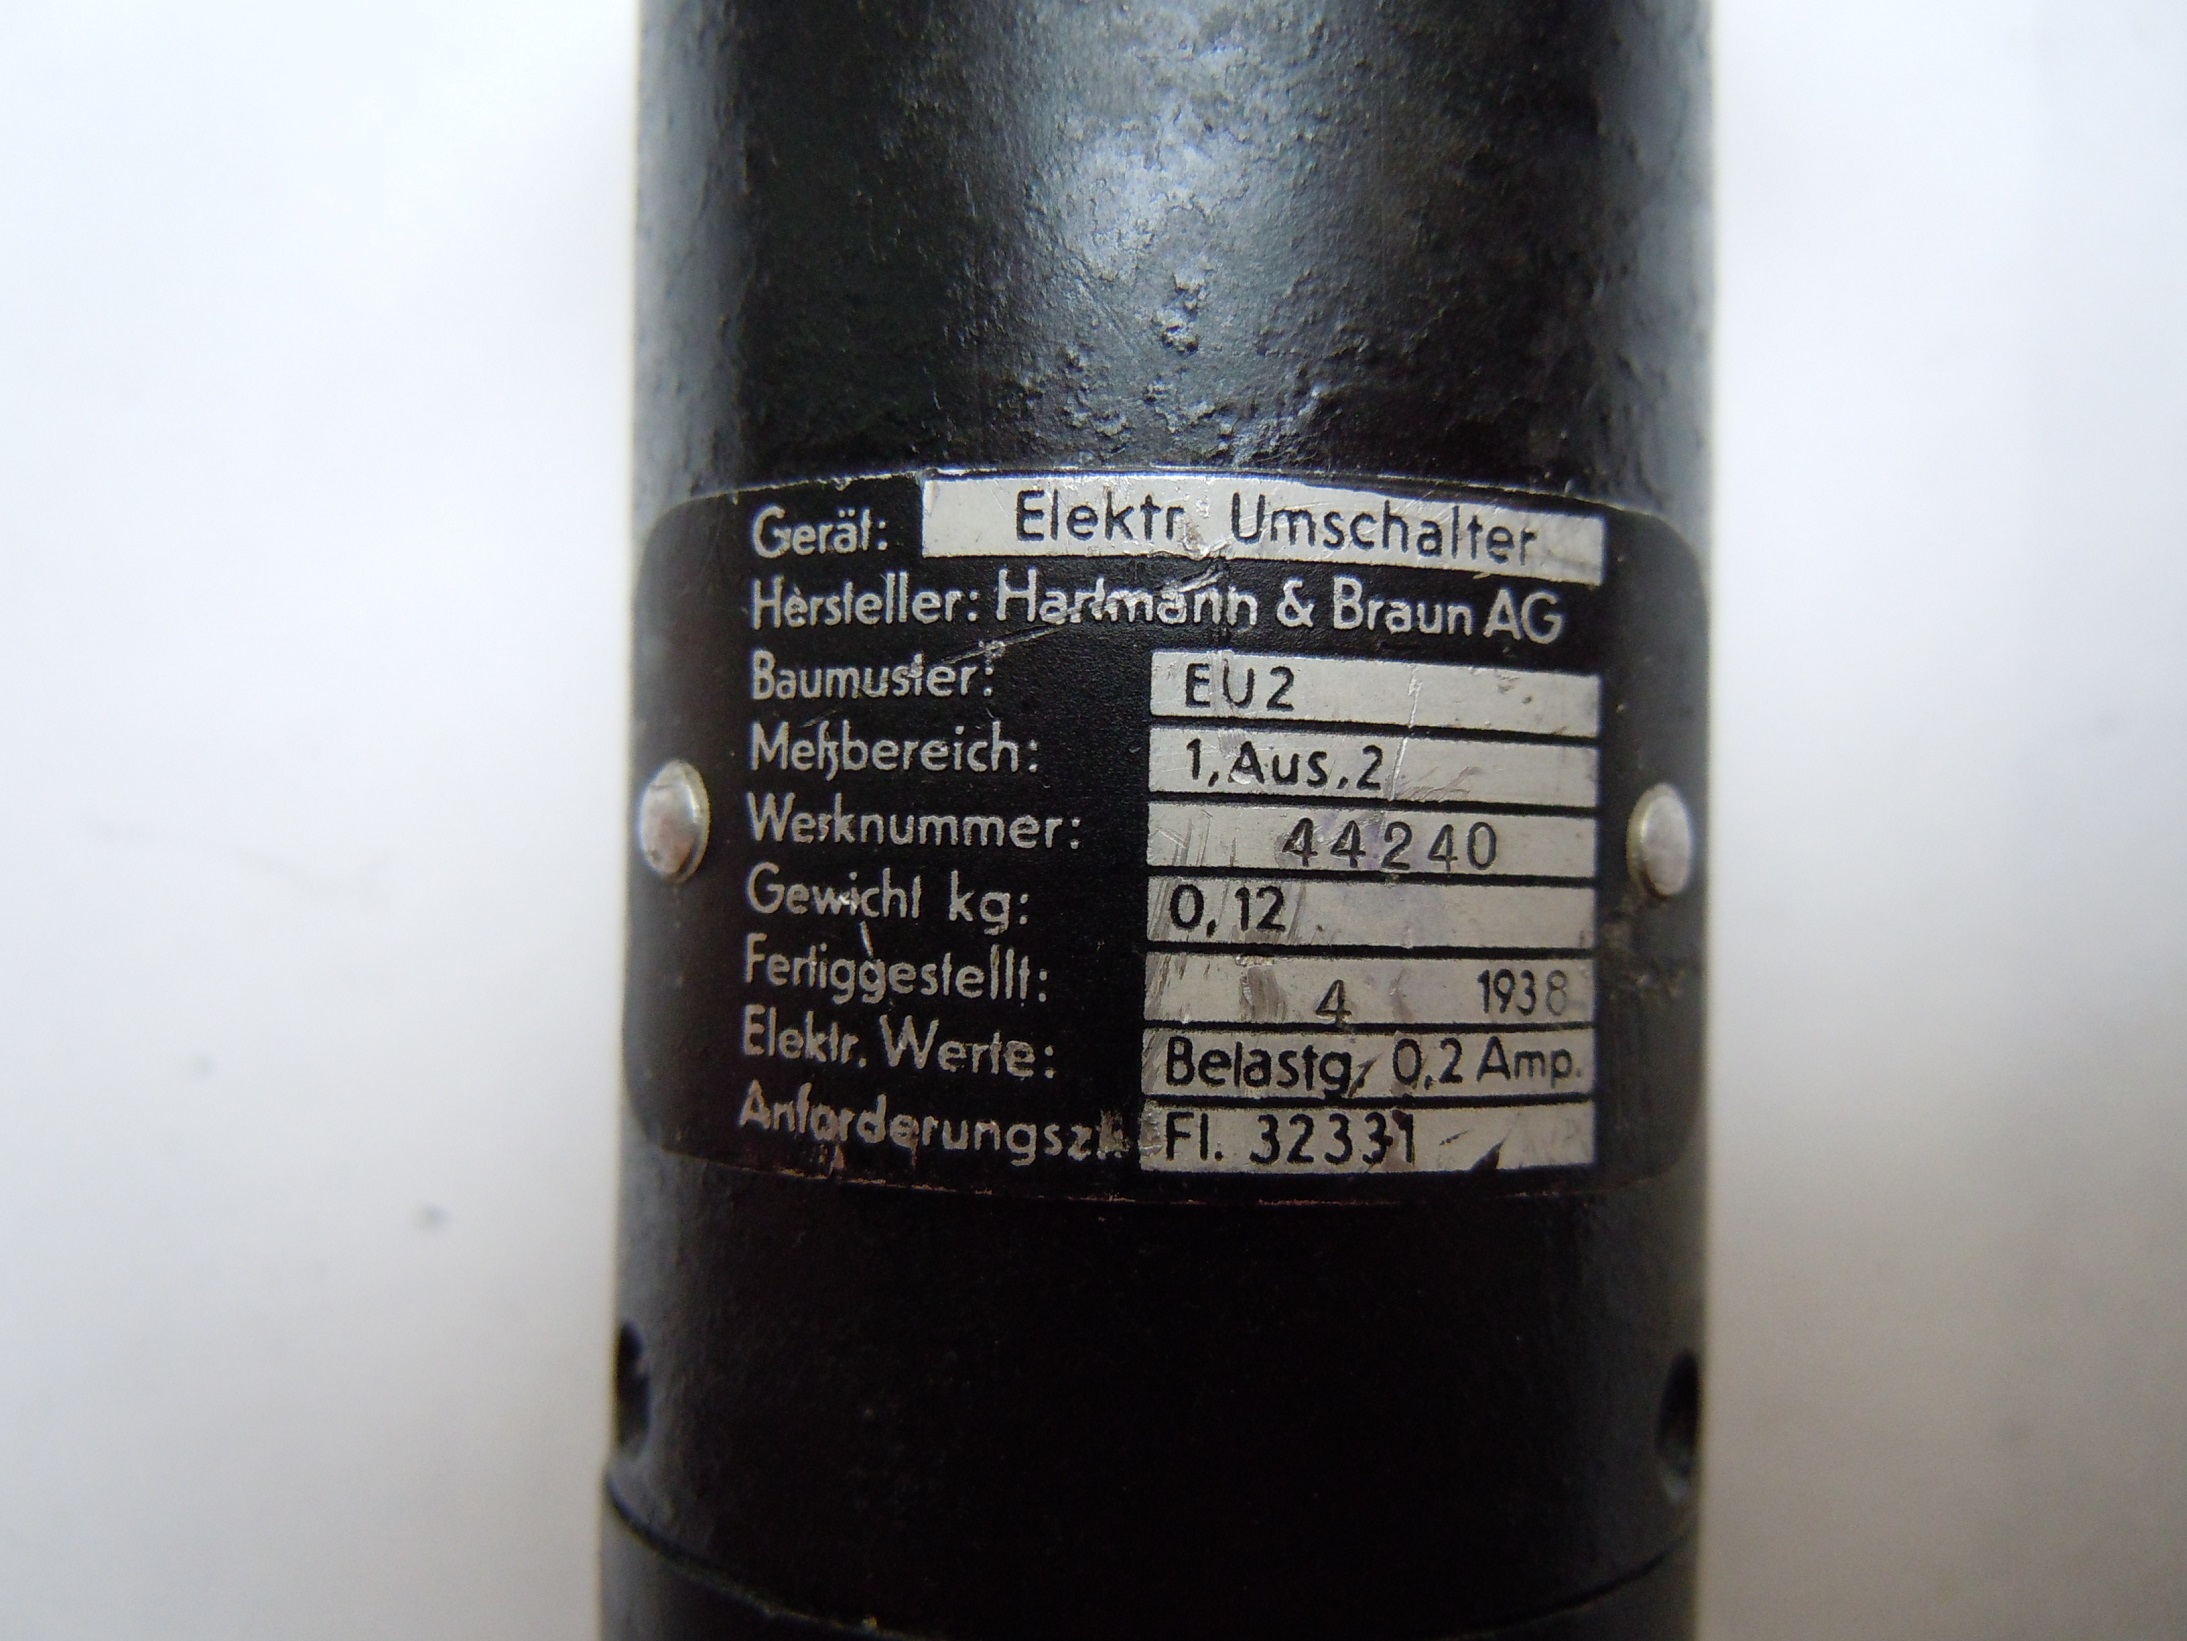 Gerät: Elektr. Umschalter
Hersteller: Hartmann & Braun AG
Baumuster: EU2
Meßbereich: 1, Aus, 2
Werknummer: 44240
Gewicht kg: 0,12
Fertiggestellt: 4 1938
Elektr. Werte: Belastg. 0,2 Amp.
Anforderungsz.: Fl. 32331